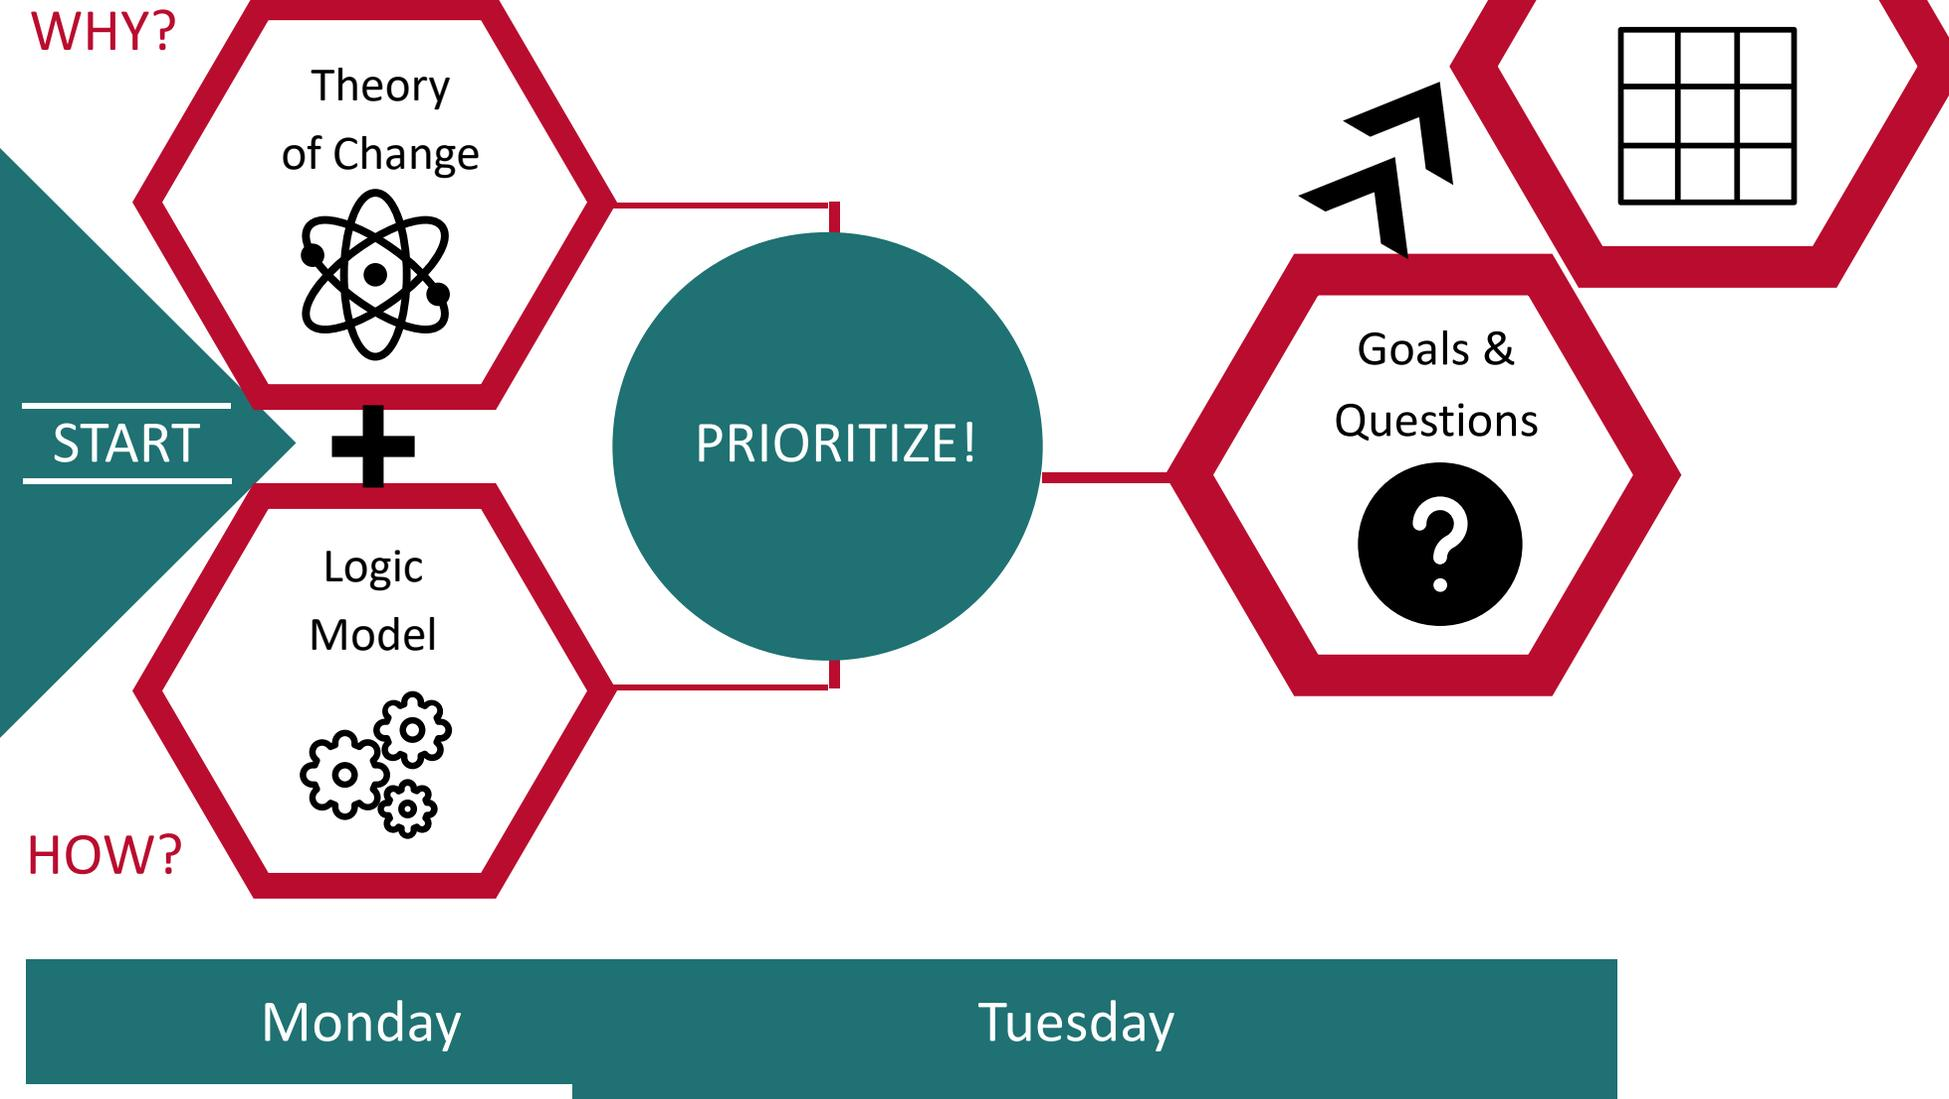 WHY?
Theory
of Change
START
PRIORITIZE!
Goals &
Questions
Logic
Model
HOW?
Monday
Tuesday